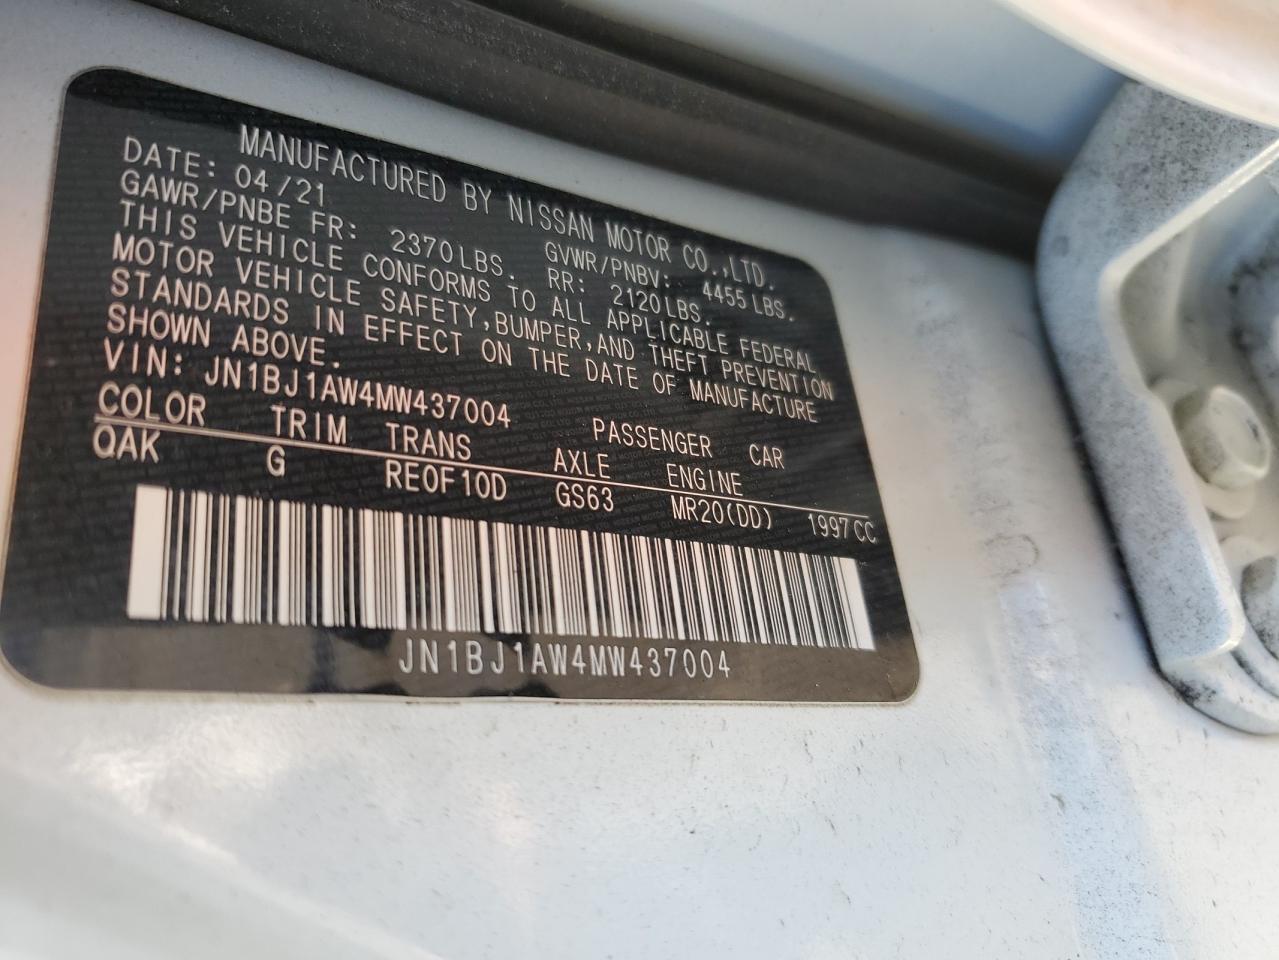 MANUFACTURED BY NISSAN MOTOR CO.,LTD.
DATE: 04/21 GVWR/PNBV: 4455LBS.
GAWR/PNBE FR: 2370LBS. RR: 2120LBS.
THIS VEHICLE CONFORMS TO ALL APPLICABLE FEDERAL
MOTOR VEHICLE SAFETY,BUMPER,AND THEFT PREVENTION
STANDARDS IN EFFECT ON THE DATE OF MANUFACTURE
SHOWN ABOVE.
VIN: JN1BJ1AW4MW437004 PASSENGER CAR
COLOR TRIM TRANS AXLE ENGINE
QAK G RE0F10D GS63 MR20(DD) 1997CC
JN1BJ1AW4MW437004